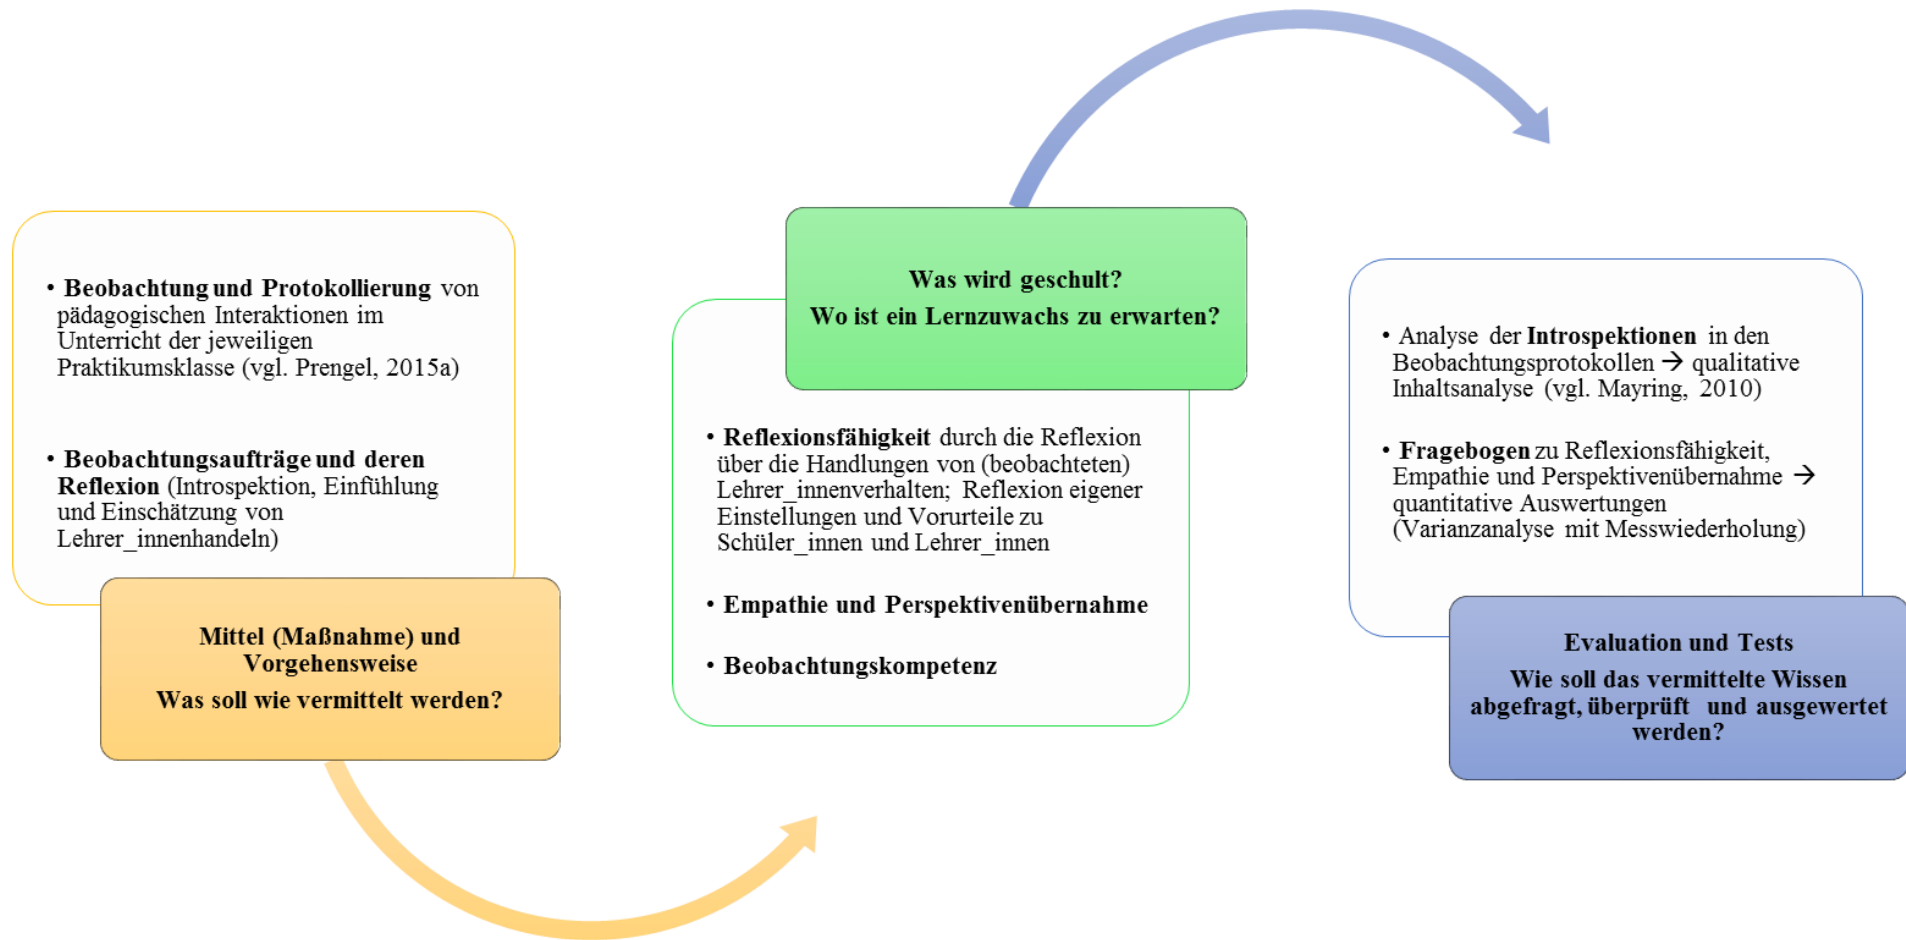 • Beobachtung und Protokollierung von
pädagogischen Interaktionen im
Unterricht der jeweiligen
Praktikumsklasse (vgl. Prengel, 2015a)
• Beobachtungsaufträge und deren
Reflexion (Introspektion, Einfühlung
und Einschätzung von
Lehrer_innenhandeln)
Mittel (Maßnahme) und
Vorgehensweise
Was soll wie vermittelt werden?
Was wird geschult?
Wo ist ein Lernzuwachs zu erwarten?
• Reflexionsfähigkeit durch die Reflexion
über die Handlungen von (beobachteten)
Lehrer_innenverhalten; Reflexion eigener
Einstellungen und Vorurteile zu
Schüler_innen und Lehrer_innen
• Empathie und Perspektivenübernahme
• Beobachtungskompetenz
• Analyse der Introspektionen in den
Beobachtungsprotokollen → qualitative
Inhaltsanalyse (vgl. Mayring, 2010)
• Fragebogen zu Reflexionsfähigkeit,
Empathie und Perspektivenübernahme →
quantitative Auswertungen
(Varianzanalyse mit Messwiederholung)
Evaluation und Tests
Wie soll das vermittelte Wissen
abgefragt, überprüft und ausgewertet
werden?